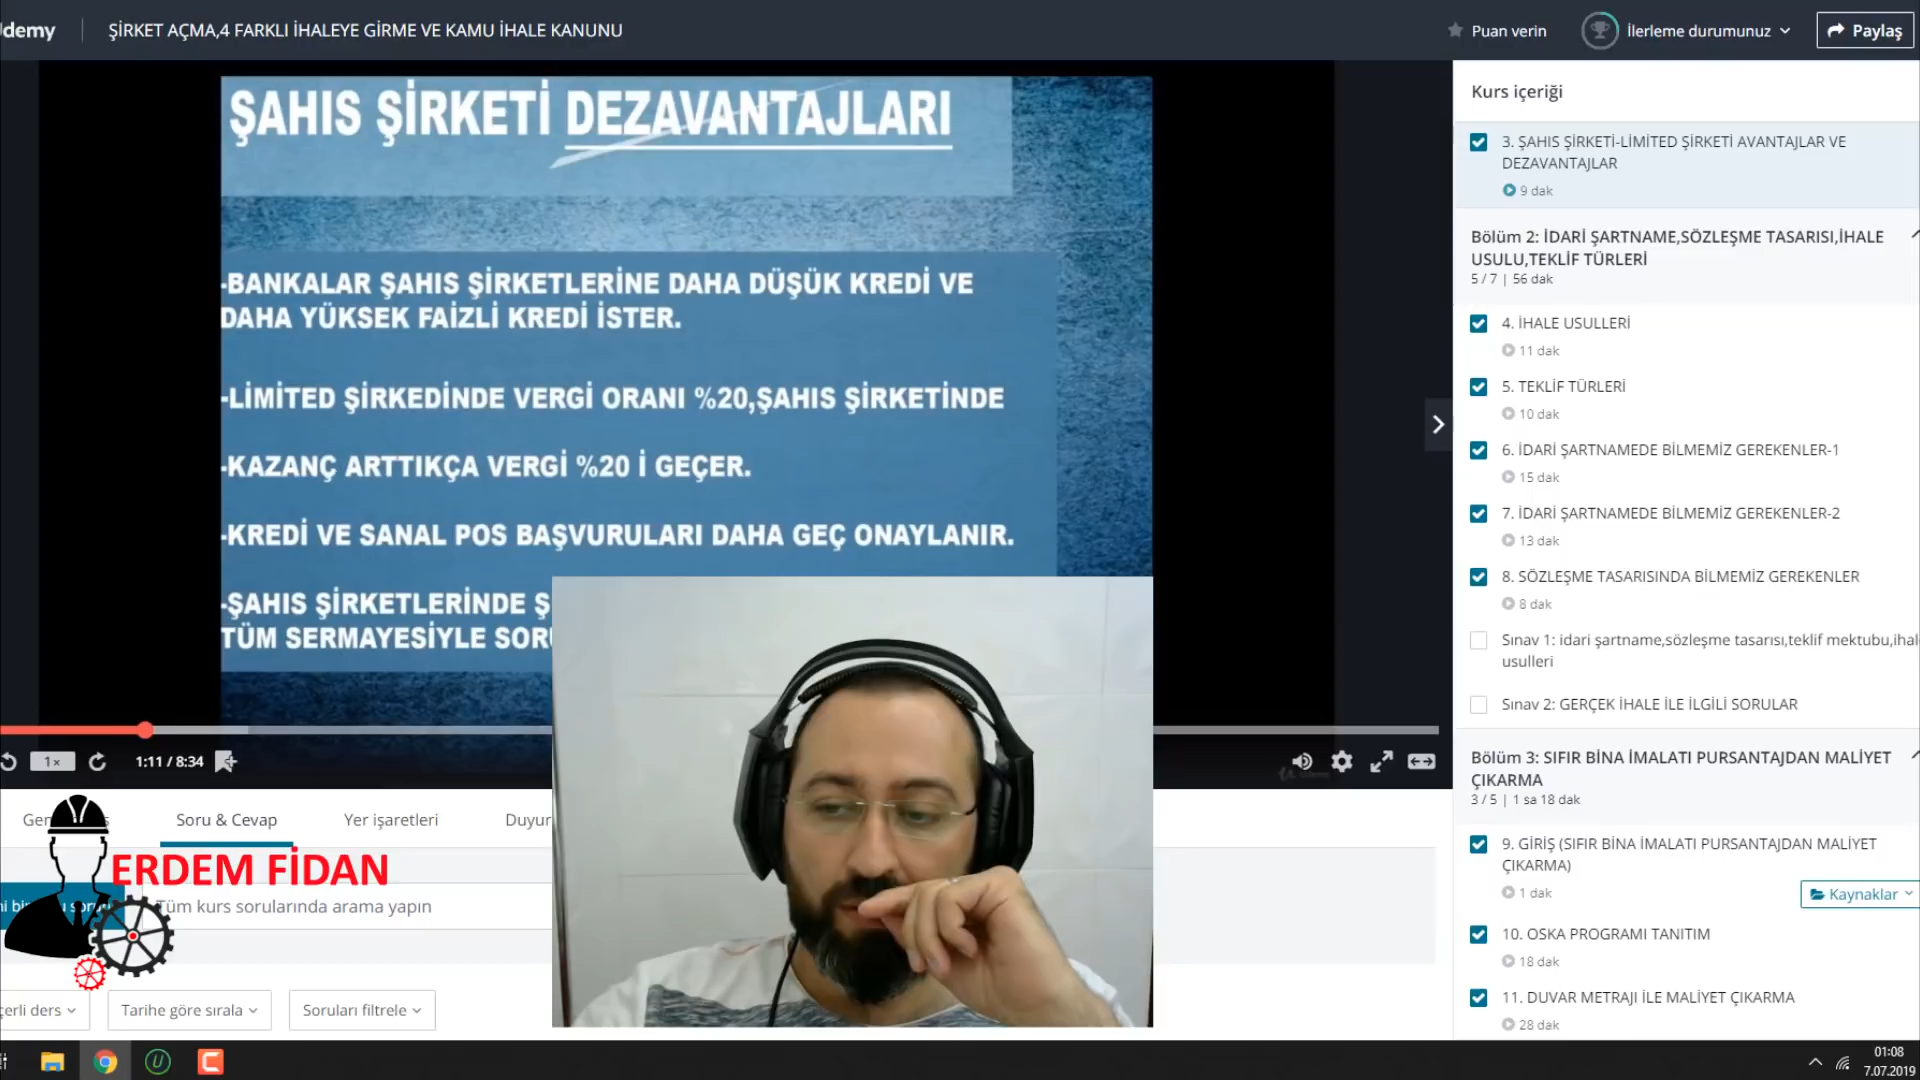 ŞİRKET AÇMA,4 FARKLI İHALEYE GİRME VE KAMU İHALE KANUNU
Puan verin
İlerleme durumunuz
Paylaş
ŞAHIS ŞİRKETİ DEZAVANTAJLARI
-BANKALAR ŞAHIS ŞİRKETLERİNE DAHA DÜŞÜK KREDİ VE
DAHA YÜKSEK FAİZLİ KREDİ İSTER.
-LİMİTED ŞİRKEDİNDE VERGİ ORANI %20,ŞAHIS ŞİRKETİNDE
-KAZANÇ ARTTIKÇA VERGİ %20 İ GEÇER.
-KREDİ VE SANAL POS BAŞVURULARI DAHA GEÇ ONAYLANIR.
-ŞAHIS ŞİRKETLERİNDE Ş
TÜM SERMAYESİYLE SORU
1x
1:11 / 8:34
Soru & Cevap
Yer işaretleri
Duyur
ERDEM FİDAN
Tüm kurs sorularında arama yapın
çerli ders
Tarihe göre sırala
Soruları filtrele
Kurs içeriği
3. ŞAHIS ŞİRKETİ-LİMİTED ŞİRKETİ AVANTAJLAR VE
DEZAVANTAJLAR
9 dak
Bölüm 2: İDARİ ŞARTNAME,SÖZLEŞME TASARISI,İHALE
USULU,TEKLİF TÜRLERİ
5 / 7 | 56 dak
4. İHALE USULLERİ
11 dak
5. TEKLİF TÜRLERİ
10 dak
6. İDARİ ŞARTNAMEDE BİLMEMİZ GEREKENLER-1
15 dak
7. İDARİ ŞARTNAMEDE BİLMEMİZ GEREKENLER-2
13 dak
8. SÖZLEŞME TASARISINDA BİLMEMİZ GEREKENLER
8 dak
Sınav 1: idari şartname,sözleşme tasarısı,teklif mektubu,ihal
usulleri
Sınav 2: GERÇEK İHALE İLE İLGİLİ SORULAR
Bölüm 3: SIFIR BİNA İMALATI PURSANTAJDAN MALİYET
ÇIKARMA
3 / 5 | 1 sa 18 dak
9. GİRİŞ (SIFIR BİNA İMALATI PURSANTAJDAN MALİYET
ÇIKARMA)
1 dak
Kaynaklar
10. OSKA PROGRAMI TANITIM
18 dak
11. DUVAR METRAJI İLE MALİYET ÇIKARMA
28 dak
01:08
7.07.2019